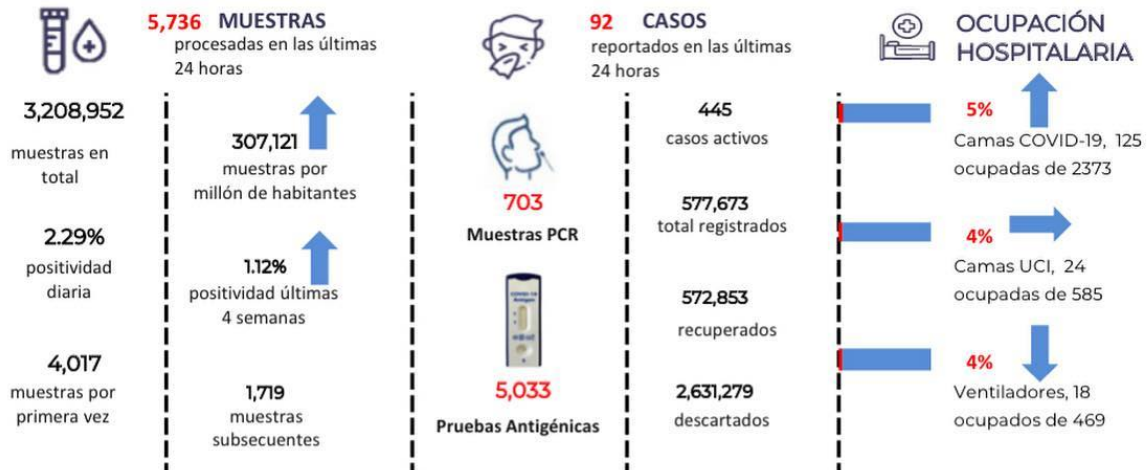 5,736 MUESTRAS
procesadas en las últimas
24 horas
3,208,952
muestras en
total
2.29%
positividad
diaria
4,017
muestras por
primera vez
307,121
muestras por
millón de habitantes
1.12%
positividad últimas
4 semanas
1,719
muestras
subsecuentes
92 CASOS
reportados en las últimas
24 horas
703
Muestras PCR
COVID-19
Antigen
5,033
Pruebas Antigénicas
445
casos activos
577,673
total registrados
572,853
recuperados
2,631,279
descartados
OCUPACIÓN
HOSPITALARIA
5%
Camas COVID-19, 125
ocupadas de 2373
4%
Camas UCI, 24
ocupadas de 585
4%
Ventiladores, 18
ocupados de 469